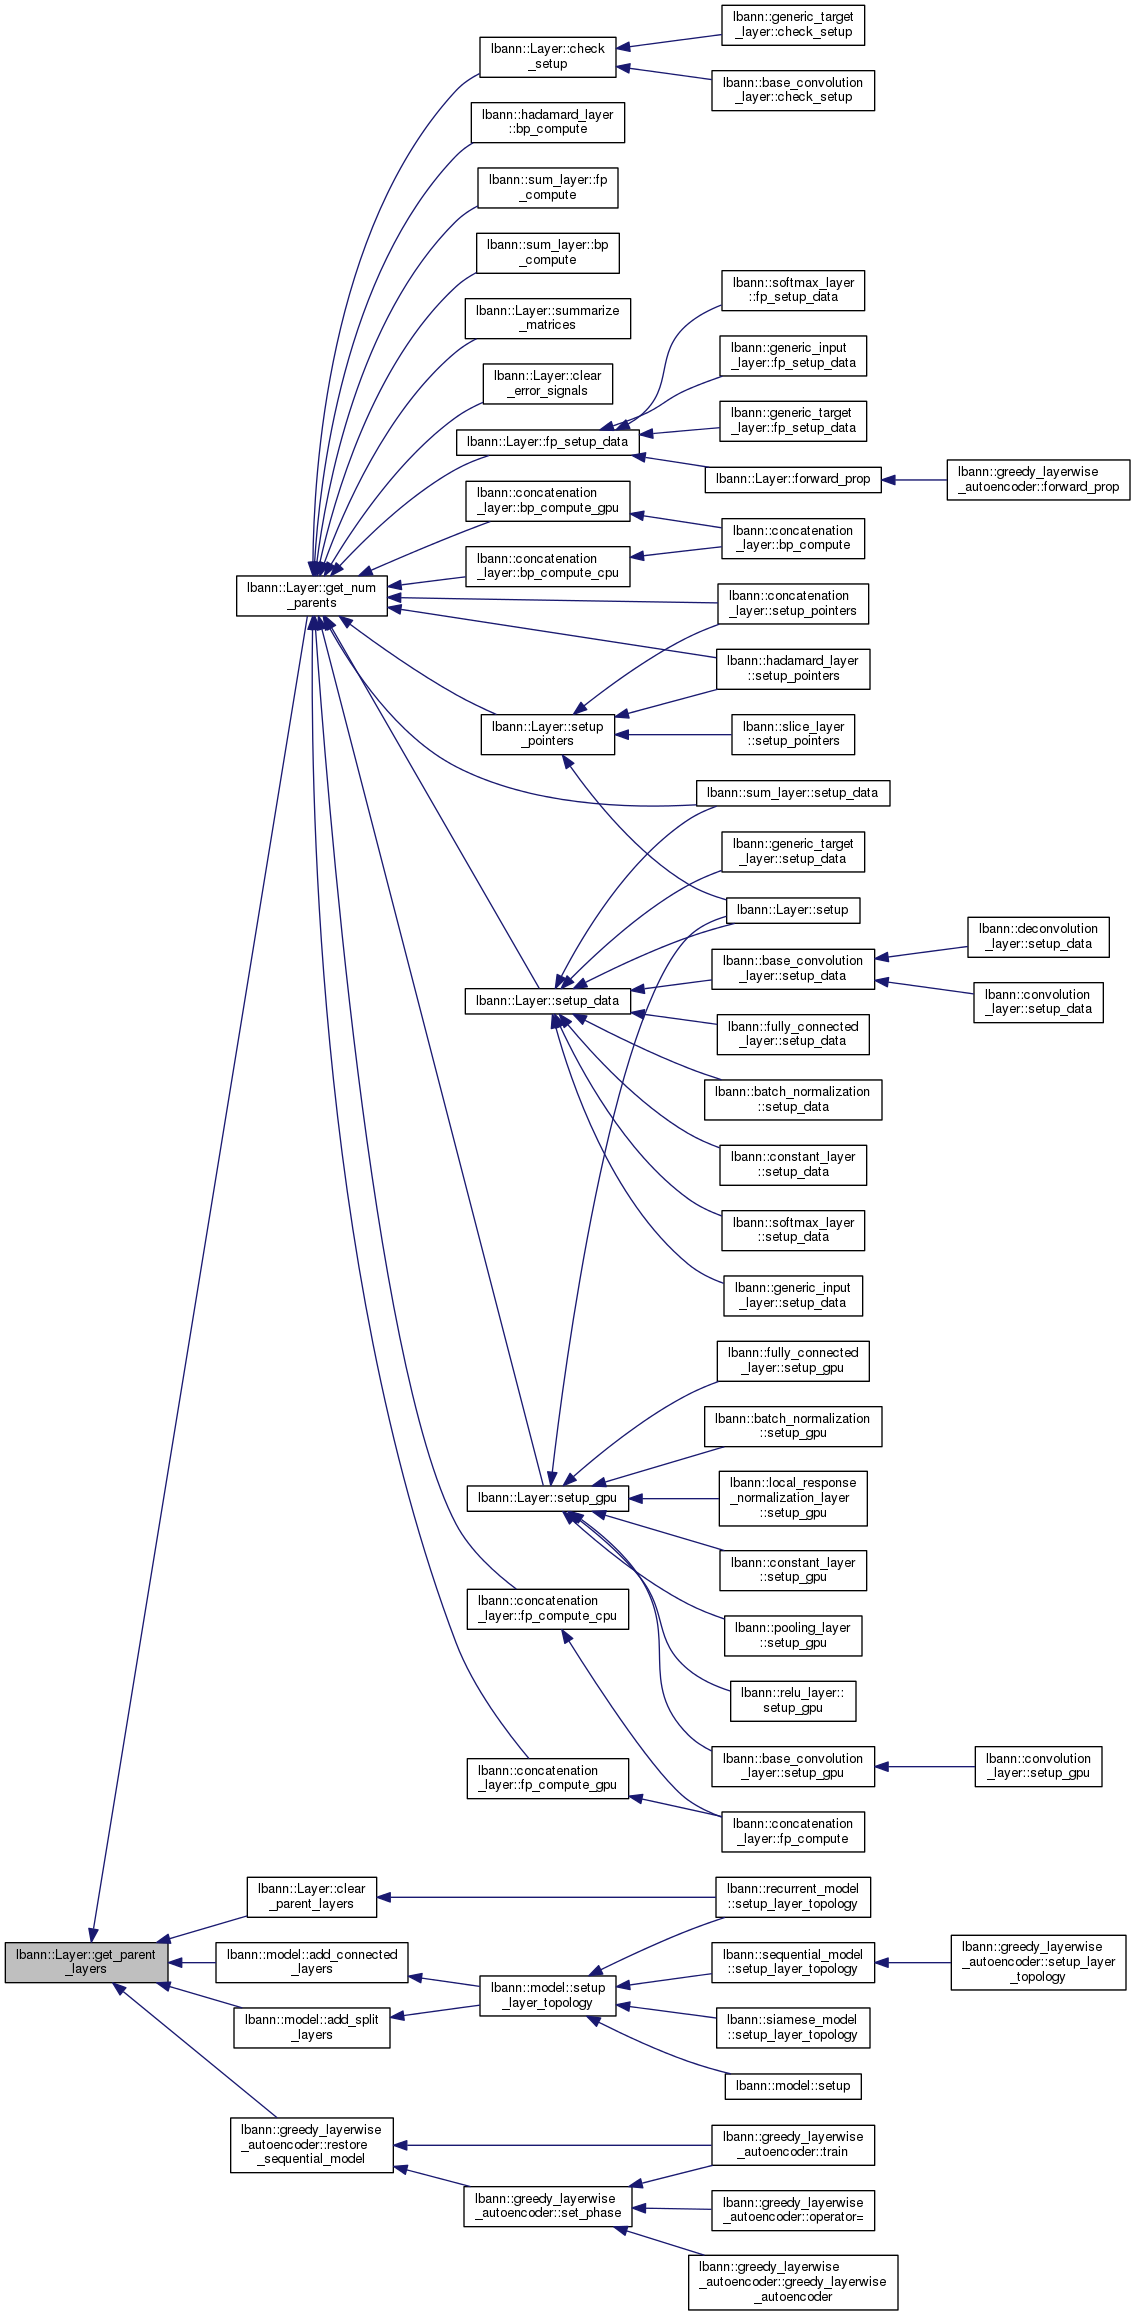 lbann::generic_target
_layer::check_setup
lbann::Layer::check
_setup
lbann::base_convolution
_layer::check_setup
lbann::hadamard_layer
::bp_compute
lbann::sum_layer::fp
_compute
lbann::sum_layer::bp
_compute
lbann::softmax_layer
::fp_setup_data
lbann::Layer::summarize
_matrices
lbann::generic_input
_layer::fp_setup_data
lbann::Layer::clear
_error_signals
lbann::generic_target
_layer::fp_setup_data
lbann::Layer::fp_setup_data
lbann::Layer::forward_prop
lbann::greedy_layerwise
_autoencoder::forward_prop
lbann::concatenation
_layer::bp_compute_gpu
lbann::concatenation
_layer::bp_compute
lbann::concatenation
_layer::bp_compute_cpu
lbann::Layer::get_num
_parents
lbann::concatenation
_layer::setup_pointers
lbann::hadamard_layer
::setup_pointers
lbann::Layer::setup
_pointers
lbann::slice_layer
::setup_pointers
lbann::sum_layer::setup_data
lbann::generic_target
_layer::setup_data
lbann::Layer::setup
lbann::deconvolution
_layer::setup_data
lbann::base_convolution
_layer::setup_data
lbann::Layer::setup_data
lbann::convolution
_layer::setup_data
lbann::fully_connected
_layer::setup_data
lbann::batch_normalization
::setup_data
lbann::constant_layer
::setup_data
lbann::softmax_layer
::setup_data
lbann::generic_input
_layer::setup_data
lbann::fully_connected
_layer::setup_gpu
lbann::batch_normalization
::setup_gpu
lbann::Layer::setup_gpu
lbann::local_response
_normalization_layer
::setup_gpu
lbann::constant_layer
::setup_gpu
lbann::concatenation
_layer::fp_compute_cpu
lbann::pooling_layer
::setup_gpu
lbann::relu_layer::
setup_gpu
lbann::base_convolution
_layer::setup_gpu
lbann::convolution
_layer::setup_gpu
lbann::concatenation
_layer::fp_compute_gpu
lbann::concatenation
_layer::fp_compute
lbann::Layer::clear
_parent_layers
lbann::recurrent_model
::setup_layer_topology
lbann::Layer::get_parent
_layers
lbann::model::add_connected
_layers
lbann::sequential_model
::setup_layer_topology
lbann::greedy_layerwise
_autoencoder::setup_layer
_topology
lbann::model::setup
_layer_topology
lbann::model::add_split
_layers
lbann::siamese_model
::setup_layer_topology
lbann::model::setup
lbann::greedy_layerwise
_autoencoder::restore
_sequential_model
lbann::greedy_layerwise
_autoencoder::train
lbann::greedy_layerwise
_autoencoder::set_phase
lbann::greedy_layerwise
_autoencoder::operator=
lbann::greedy_layerwise
_autoencoder::greedy_layerwise
_autoencoder